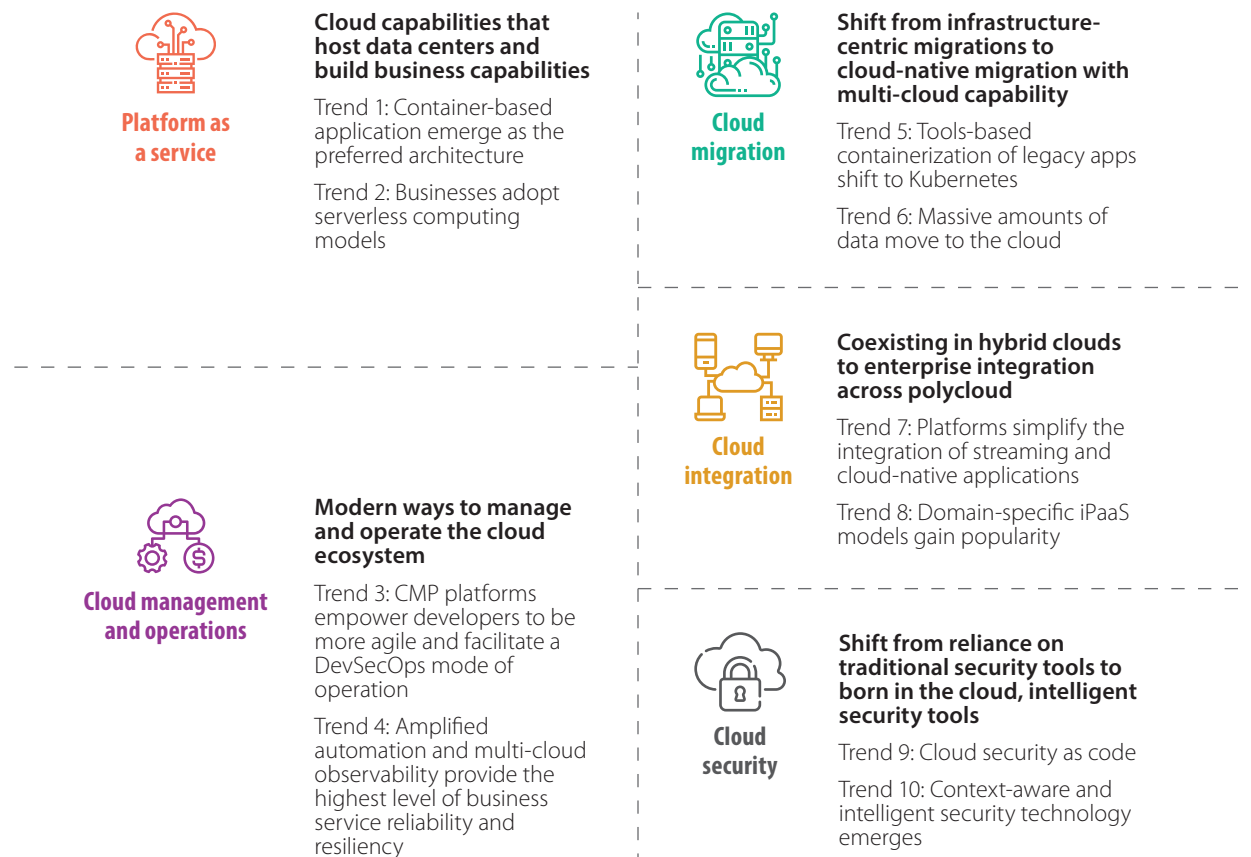 Platform as
a service
Cloud capabilities that
host data centers and
build business capabilities
Trend 1: Container-based
application emerge as the
preferred architecture
Trend 2: Businesses adopt
serverless computing
models
Cloud management
and operations
Modern ways to manage
and operate the cloud
ecosystem
Trend 3: CMP platforms
empower developers to be
more agile and facilitate a
DevSecOps mode of
operation
Trend 4: Amplified
automation and multi-cloud
observability provide the
highest level of business
service reliability and
resiliency
Cloud
migration
Shift from infrastructure-
centric migrations to
cloud-native migration with
multi-cloud capability
Trend 5: Tools-based
containerization of legacy apps
shift to Kubernetes
Trend 6: Massive amounts of
data move to the cloud
Cloud
integration
Coexisting in hybrid clouds
to enterprise integration
across polycloud
Trend 7: Platforms simplify the
integration of streaming and
cloud-native applications
Trend 8: Domain-specific iPaaS
models gain popularity
Cloud
security
Shift from reliance on
traditional security tools to
born in the cloud, intelligent
security tools
Trend 9: Cloud security as code
Trend 10: Context-aware and
intelligent security technology
emerges